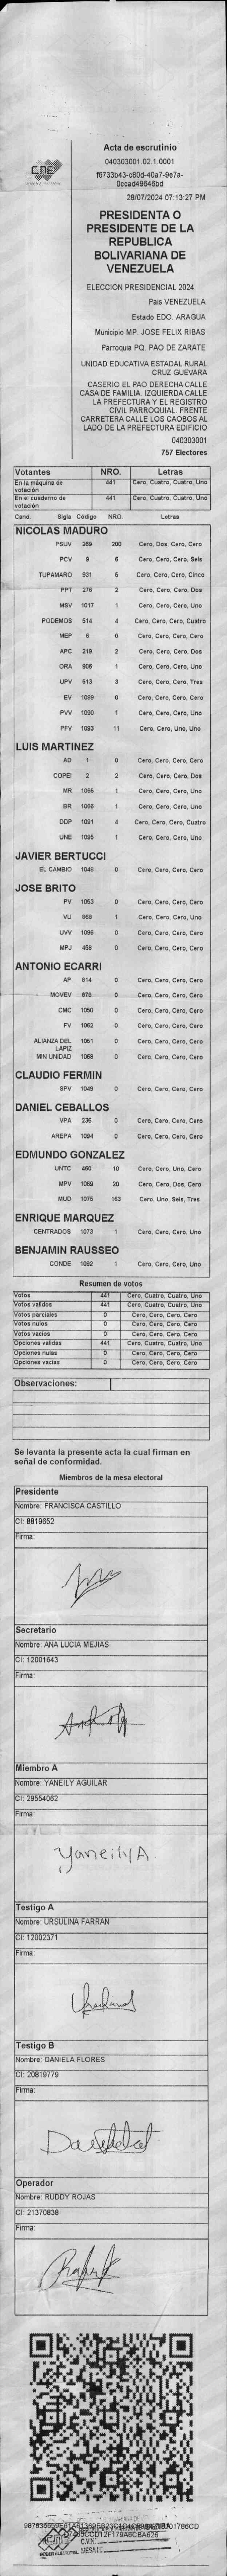 CNE
Acta de escrutinio
040303001.02.1.0001
f6733b43-c80d-40a7-9e7a-
0ccad49646bd
28/07/2024 07:13:27 PM
PRESIDENTA O
PRESIDENTE DE LA
REPUBLICA
BOLIVARIANA DE
VENEZUELA
ELECCIÓN PRESIDENCIAL 2024
Pais VENEZUELA
Estado EDO. ARAGUA
Municipio MP. JOSE FELIX RIBAS
Parroquia PQ. PAO DE ZARATE
UNIDAD EDUCATIVA ESTADAL RURAL
CRUZ GUEVARA
CASERIO EL PAO DERECHA CALLE
CASA DE FAMILIA. IZQUIERDA CALLE
LA PREFECTURA Y EL REGISTRO
CIVIL PARROQUIAL. FRENTE
CARRETERA CALLE LOS CAOBOS AL
LADO DE LA PREFECTURA EDIFICIO
040303001
757 Electores
Votantes NRO. Letras
En la máquina de votación 441 Cero, Cuatro, Cuatro, Uno
En el cuaderno de votación 441 Cero, Cuatro, Cuatro, Uno
Cand. Sigla Código NRO. Letras
NICOLAS MADURO
PSUV 269 200 Cero, Dos, Cero, Cero
PCV 9 6 Cero, Cero, Cero, Seis
TUPAMARO 931 5 Cero, Cero, Cero, Cinco
PPT 276 2 Cero, Cero, Cero, Dos
MSV 1017 1 Cero, Cero, Cero, Uno
PODEMOS 514 4 Cero, Cero, Cero, Cuatro
MEP 6 0 Cero, Cero, Cero, Cero
APC 219 2 Cero, Cero, Cero, Dos
ORA 906 1 Cero, Cero, Cero, Uno
UPV 613 3 Cero, Cero, Cero, Tres
EV 1089 0 Cero, Cero, Cero, Cero
PVV 1090 1 Cero, Cero, Cero, Uno
PFV 1093 11 Cero, Cero, Uno, Uno
LUIS MARTINEZ
AD 1 0 Cero, Cero, Cero, Cero
COPEI 2 2 Cero, Cero, Cero, Dos
MR 1066 1 Cero, Cero, Cero, Uno
BR 1068 1 Cero, Cero, Cero, Uno
DDP 1091 4 Cero, Cero, Cero, Cuatro
UNE 1095 1 Cero, Cero, Cero, Uno
JAVIER BERTUCCI
EL CAMBIO 1046 0 Cero, Cero, Cero, Cero
JOSE BRITO
PV 1053 0 Cero, Cero, Cero, Cero
VU 868 1 Cero, Cero, Cero, Uno
UVV 1096 0 Cero, Cero, Cero, Cero
MPJ 458 0 Cero, Cero, Cero, Cero
ANTONIO ECARRI
AP 814 0 Cero, Cero, Cero, Cero
MOVEV 878 0 Cero, Cero, Cero, Cero
CMC 1050 0 Cero, Cero, Cero, Cero
FV 1062 0 Cero, Cero, Cero, Cero
ALIANZA DEL LAPIZ 1061 0 Cero, Cero, Cero, Cero
MIN UNIDAD 1068 0 Cero, Cero, Cero, Cero
CLAUDIO FERMIN
SPV 1049 0 Cero, Cero, Cero, Cero
DANIEL CEBALLOS
VPA 236 0 Cero, Cero, Cero, Cero
AREPA 1094 0 Cero, Cero, Cero, Cero
EDMUNDO GONZALEZ
UNTC 460 10 Cero, Cero, Uno, Cero
MPV 1069 20 Cero, Cero, Dos, Cero
MUD 1075 163 Cero, Uno, Seis, Tres
ENRIQUE MARQUEZ
CENTRADOS 1073 1 Cero, Cero, Cero, Uno
BENJAMIN RAUSSEO
CONDE 1092 1 Cero, Cero, Cero, Uno
Resumen de votos
Votos 441 Cero, Cuatro, Cuatro, Uno
Votos validos 441 Cero, Cuatro, Cuatro, Uno
Votos parciales 0 Cero, Cero, Cero, Cero
Votos nulos 0 Cero, Cero, Cero, Cero
Votos vacios 0 Cero, Cero, Cero, Cero
Opciones validas 441 Cero, Cuatro, Cuatro, Uno
Opciones nulas 0 Cero, Cero, Cero, Cero
Opciones vacias 0 Cero, Cero, Cero, Cero
Observaciones:
Se levanta la presente acta la cual firman en
señal de conformidad.
Miembros de la mesa electoral
Presidente
Nombre: FRANCISCA CASTILLO
CI: 8819652
Firma:
Secretario
Nombre: ANA LUCIA MEJIAS
CI: 12001643
Firma:
Miembro A
Nombre: YANEILY AGUILAR
CI: 29554062
Firma:
Yaneily A.
Testigo A
Nombre: URSULINA FARRAN
CI: 12002371
Firma:
Testigo B
Nombre: DANIELA FLORES
CI: 20819779
Firma:
Operador
Nombre: RUDDY ROJAS
CI: 21370838
Firma: